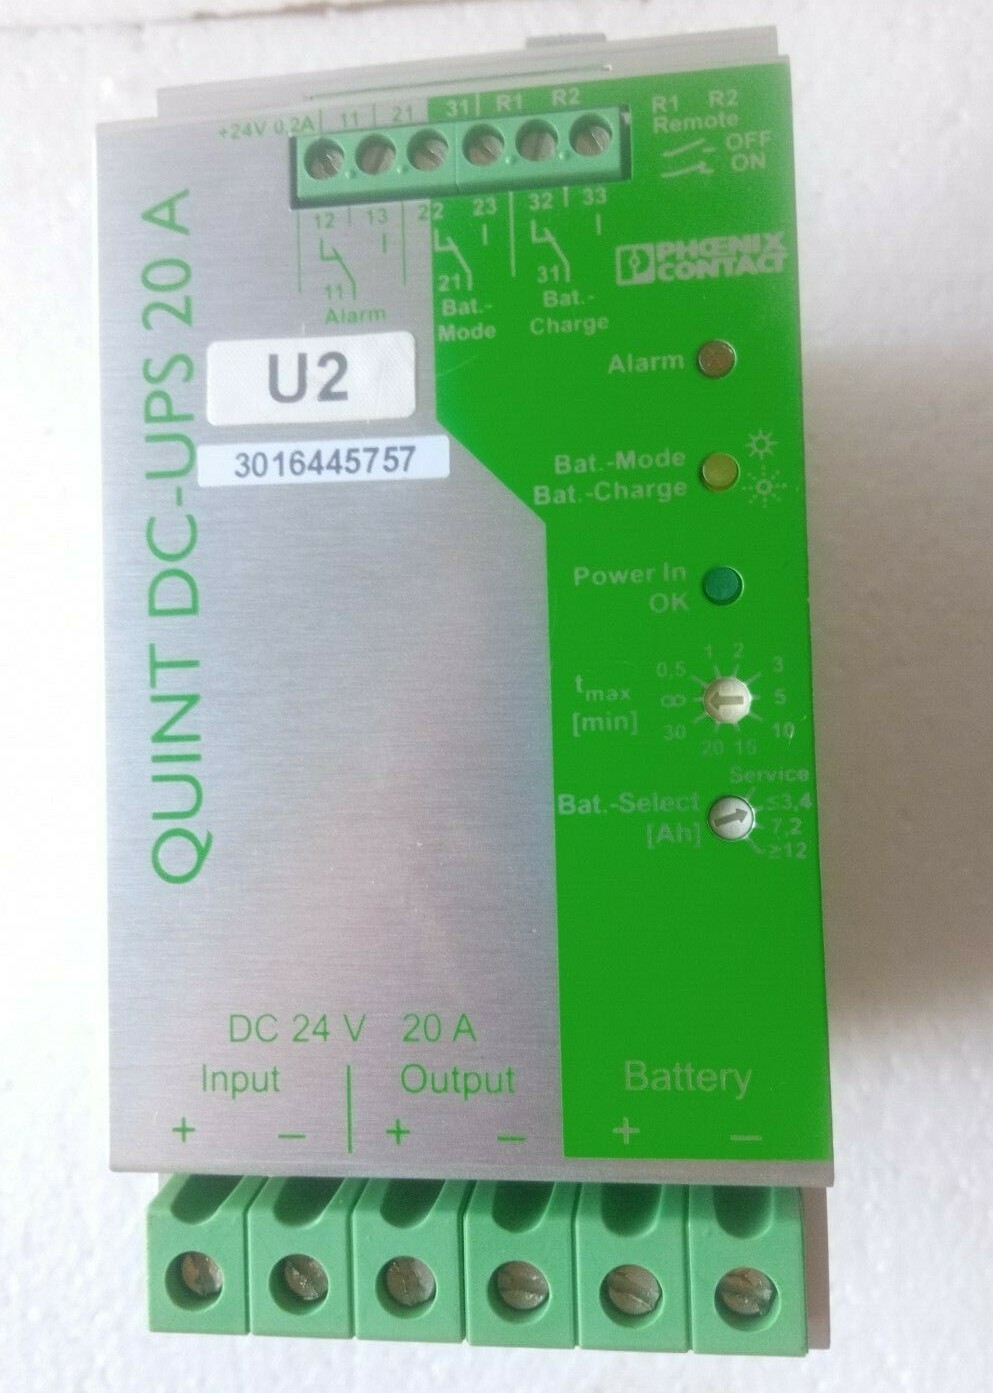 +24V 0,2A 11 21 31 R1 R2
R1 R2
Remote
OFF
ON
12 13 22 23 32 33
11 21 31
Alarm
Bat.-
Mode
Bat.-
Charge
PHŒNIX
CONTACT
QUINT DC-UPS 20 A
U2
3016445757
Alarm
Bat.-Mode
Bat.-Charge
Power In
OK
tmax
[min]
0,5 1 2 3
∞ 5
30 20 15 10
Service
Bat.-Select
[Ah]
≤3,4
7,2
≥12
DC 24 V 20 A
Input Output Battery
+ − + − + −